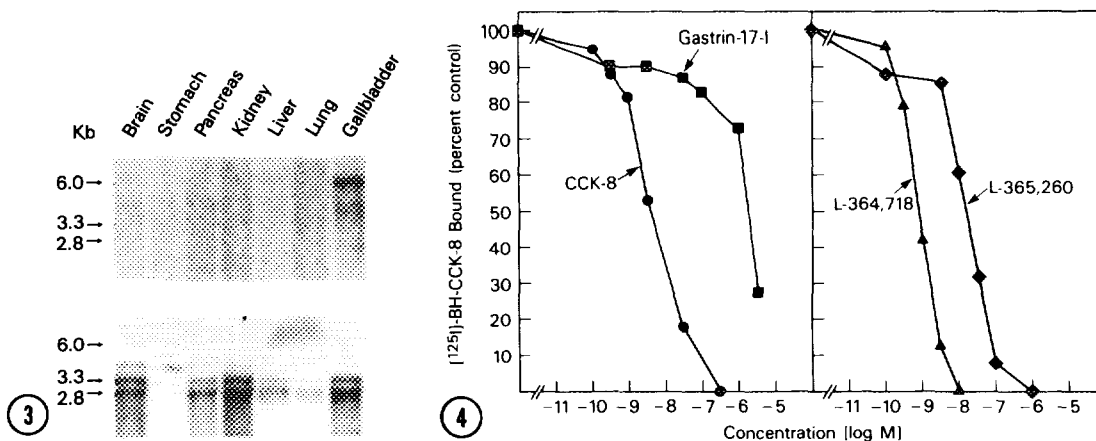 Kb
Brain
Stomach
Pancreas
Kidney
Liver
Lung
Gallbladder
6.0→
3.3→
2.8→
6.0→
3.3→
2.8→
3
[125I]-BH-CCK-8 Bound (percent control)
100
90
80
70
60
50
40
30
20
10
Gastrin-17-I
CCK-8
L-364,718
L-365,260
−11 −10 −9 −8 −7 −6 −5
−11 −10 −9 −8 −7 −6 −5
4
Concentration [log M]